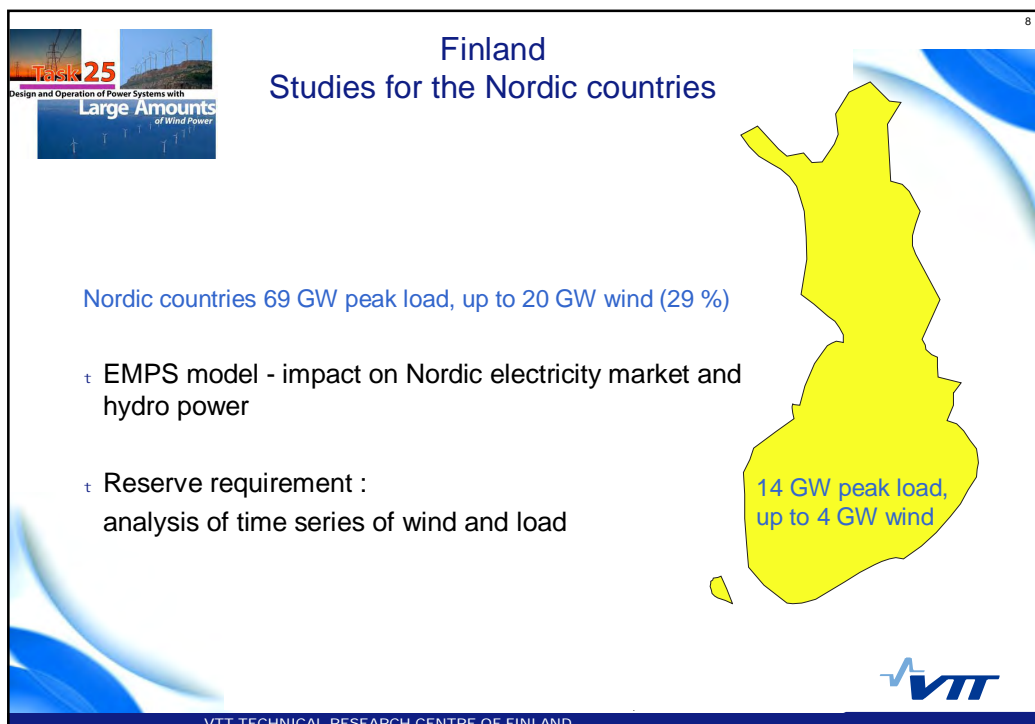 8
Task 25
Design and Operation of Power Systems with
Large Amounts
of Wind Power
Finland
Studies for the Nordic countries
Nordic countries 69 GW peak load, up to 20 GW wind (29 %)
t EMPS model - impact on Nordic electricity market and
hydro power
t Reserve requirement :
analysis of time series of wind and load
14 GW peak load,
up to 4 GW wind
VTT
VTT TECHNICAL RESEARCH CENTRE OF FINLAND